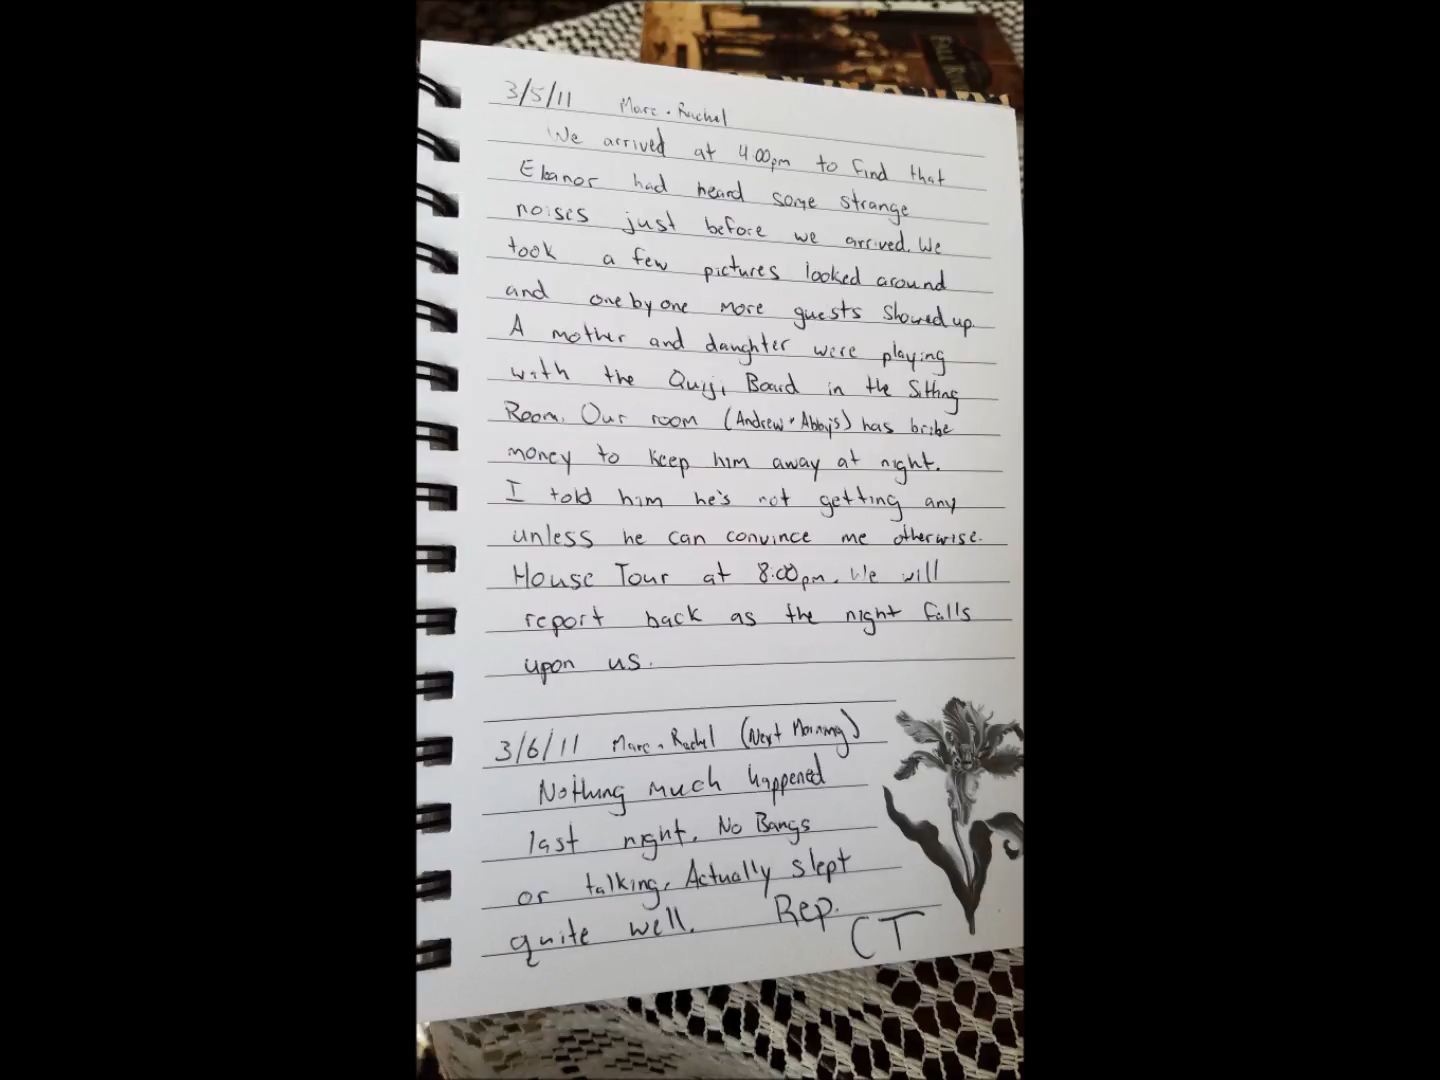 FALL RIVER
3/5/11 Marc + Rachel
We arrived at 4:00pm to find that
Eleanor had heard some strange
noises just before we arrived. We
took a few pictures looked around
and one by one more guests showed up.
A mother and daughter were playing
with the Quiji Board in the Sitting
Room. Our room (Andrew + Abby's) has bribe
money to keep him away at night.
I told him he's not getting any
unless he can convince me otherwise.
House Tour at 8:00pm. We will
report back as the night falls
upon us.
3/6/11 Marc + Rachel (Next Morning)
Nothing much happened
last night. No Bangs
or talking. Actually slept
quite well. Rep.
CT